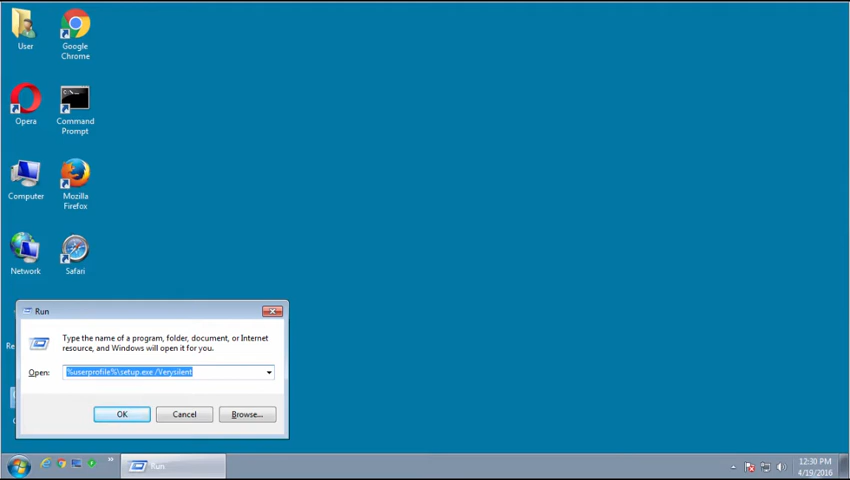 User
Google
Chrome
Opera
Command
Prompt
Computer
Mozilla
Firefox
Network
Safari
Re
Run
Type the name of a program, folder, document, or Internet
resource, and Windows will open it for you.
Open:
%userprofile%\setup.exe /Verysilent
OK
Cancel
Browse...
Run
12:30 PM
4/19/2016